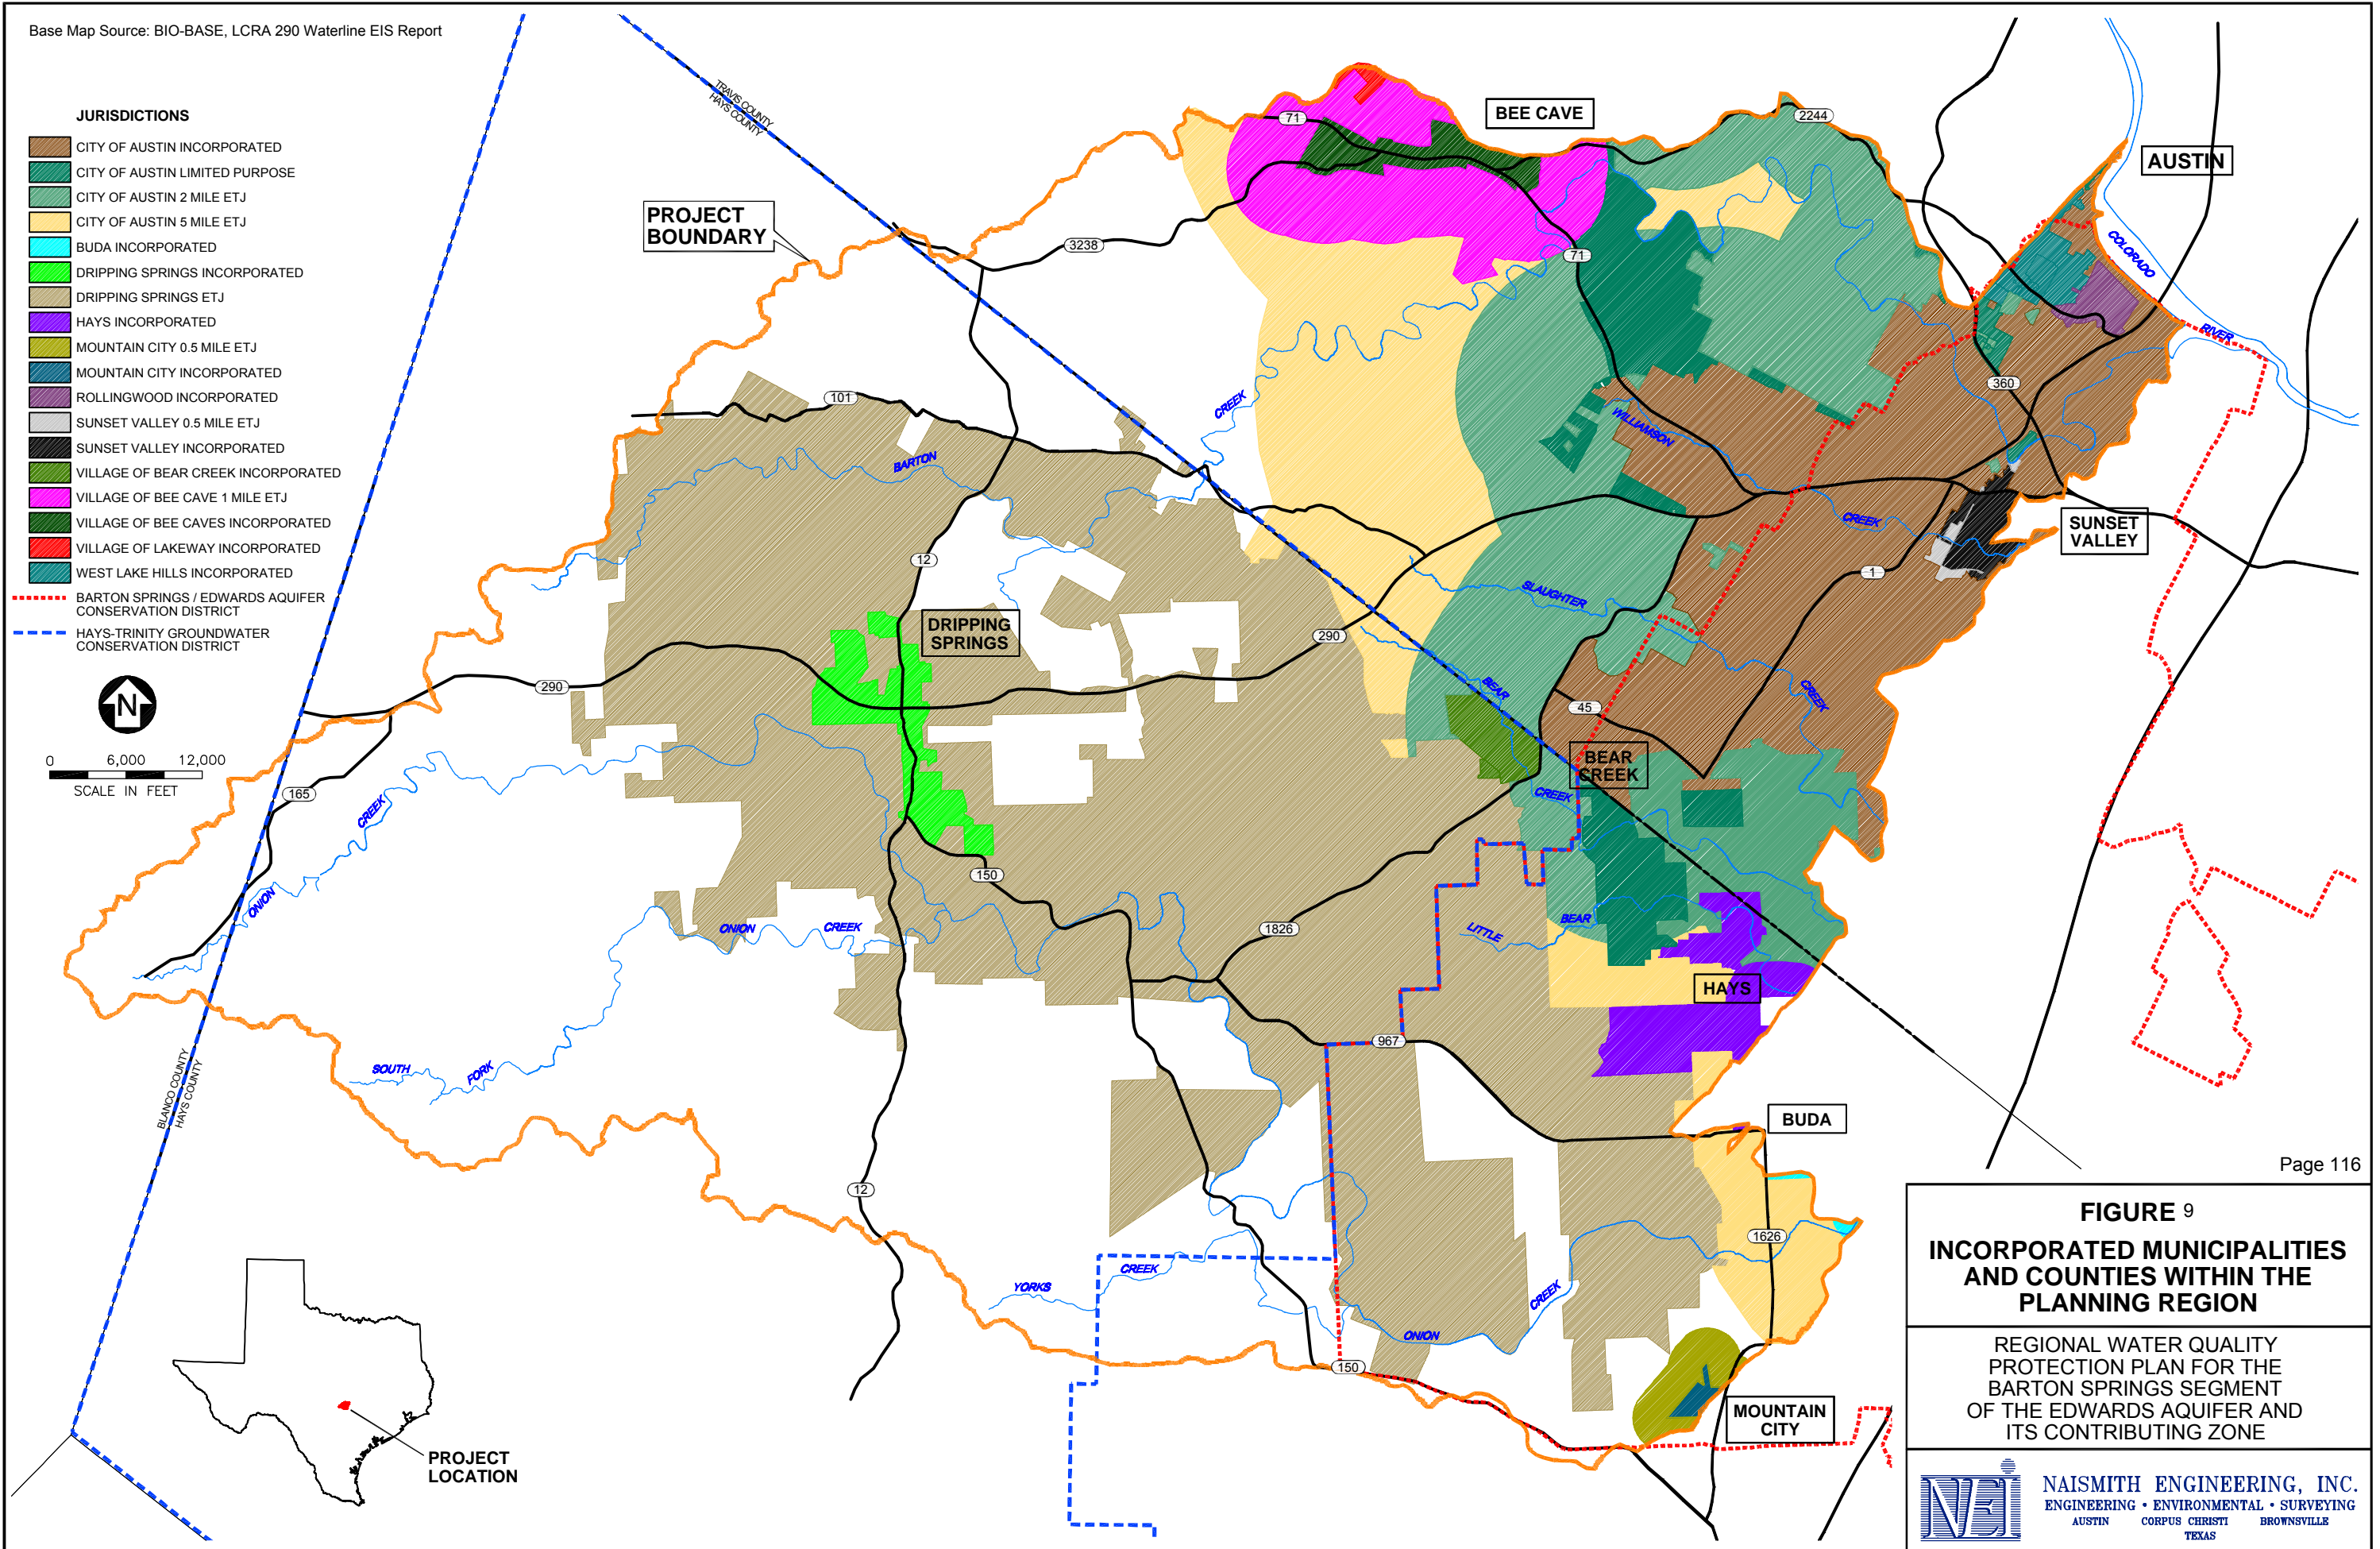 Base Map Source: BIO-BASE, LCRA 290 Waterline EIS Report
JURISDICTIONS
CITY OF AUSTIN INCORPORATED
CITY OF AUSTIN LIMITED PURPOSE
CITY OF AUSTIN 2 MILE ETJ
CITY OF AUSTIN 5 MILE ETJ
BUDA INCORPORATED
DRIPPING SPRINGS INCORPORATED
DRIPPING SPRINGS ETJ
HAYS INCORPORATED
MOUNTAIN CITY 0.5 MILE ETJ
MOUNTAIN CITY INCORPORATED
ROLLINGWOOD INCORPORATED
SUNSET VALLEY 0.5 MILE ETJ
SUNSET VALLEY INCORPORATED
VILLAGE OF BEAR CREEK INCORPORATED
VILLAGE OF BEE CAVE 1 MILE ETJ
VILLAGE OF BEE CAVES INCORPORATED
VILLAGE OF LAKEWAY INCORPORATED
WEST LAKE HILLS INCORPORATED
BARTON SPRINGS / EDWARDS AQUIFER
CONSERVATION DISTRICT
HAYS-TRINITY GROUNDWATER
CONSERVATION DISTRICT
N
0 6,000 12,000
SCALE IN FEET
TRAVIS COUNTY
HAYS COUNTY
PROJECT
BOUNDARY
BEE CAVE
AUSTIN
71
2244
3238
71
COLORADO
RIVER
360
101
CREEK
BARTON
WILLIAMSON
CREEK
SUNSET
VALLEY
12
1
SLAUGHTER
CREEK
DRIPPING
SPRINGS
290
290
BEAR
CREEK
45
BEAR
CREEK
165
CREEK
ONION
150
ONION
CREEK
1826
LITTLE
BEAR
HAYS
967
SOUTH
FORK
BLANCO COUNTY
HAYS COUNTY
BUDA
12
1626
YORKS
CREEK
CREEK
ONION
150
MOUNTAIN
CITY
PROJECT
LOCATION
Page 116
FIGURE 9
INCORPORATED MUNICIPALITIES
AND COUNTIES WITHIN THE
PLANNING REGION
REGIONAL WATER QUALITY
PROTECTION PLAN FOR THE
BARTON SPRINGS SEGMENT
OF THE EDWARDS AQUIFER AND
ITS CONTRIBUTING ZONE
NEI
NAISMITH ENGINEERING, INC.
ENGINEERING • ENVIRONMENTAL • SURVEYING
AUSTIN CORPUS CHRISTI BROWNSVILLE
TEXAS